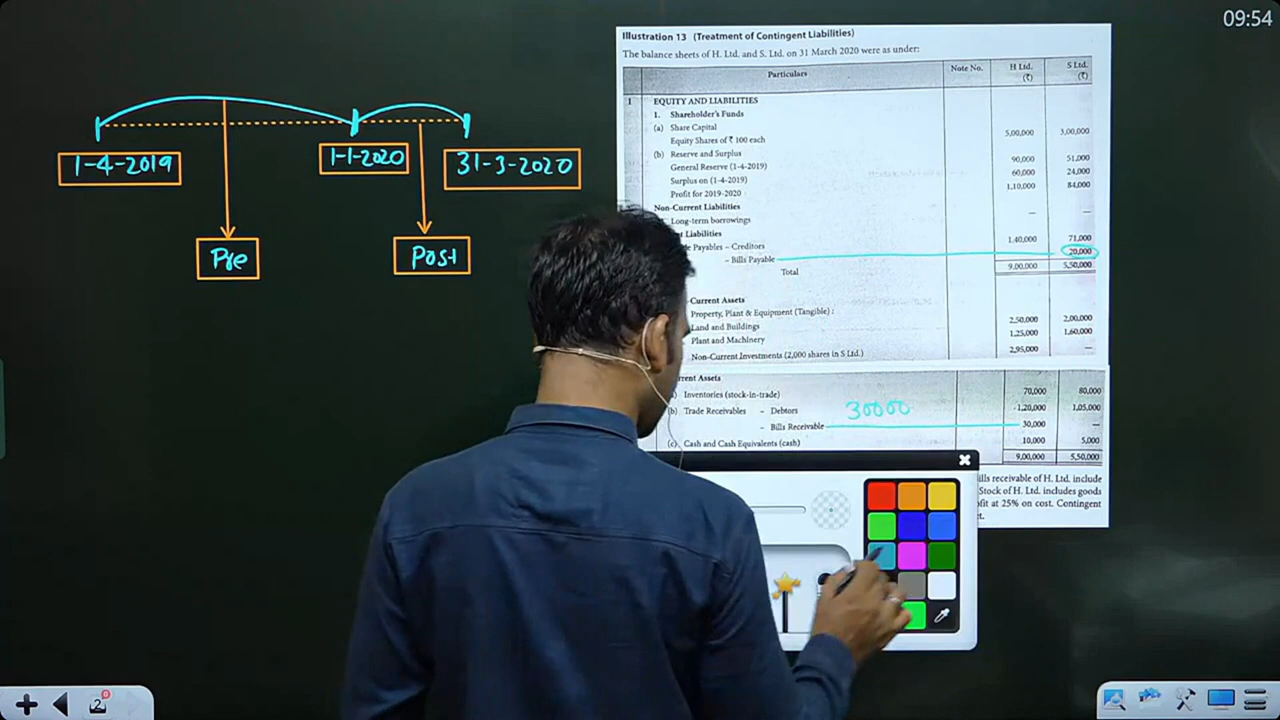 09:54
1-4-2019
1-1-2020
31-3-2020
Pre
Post
Illustration 13 (Treatment of Contingent Liabilities)
The balance sheets of H. Ltd. and S. Ltd. on 31 March 2020 were as under:
Particulars Note No. H Ltd. S Ltd.
(₹) (₹)
1 EQUITY AND LIABILITIES
1. Shareholder's Funds
(a) Share Capital
Equity Shares of ₹ 100 each 5,00,000 3,00,000
(b) Reserve and Surplus
General Reserve (1-4-2019) 90,000 51,000
Surplus on (1-4-2019) 60,000 24,000
Profit for 2019-2020 1,10,000 84,000
Non-Current Liabilities
Long-term borrowings — —
Liabilities
Payables – Creditors 1,40,000 71,000
– Bills Payable 20,000
Total 9,00,000 5,50,000
Current Assets
Property, Plant & Equipment (Tangible) :
Land and Buildings 2,50,000 2,00,000
Plant and Machinery 1,25,000 1,60,000
Non-Current Investments (2,000 shares in S Ltd.) 2,95,000 —
Assets
Inventories (stock-in-trade) 70,000 80,000
(b) Trade Receivables – Debtors 30000 1,20,000 1,05,000
– Bills Receivable 30,000 —
(c) Cash and Cash Equivalents (cash) 10,000 5,000
9,00,000 5,50,000
ills receivable of H. Ltd. include
Stock of H. Ltd. includes goods
fit at 25% on cost. Contingent
2
0